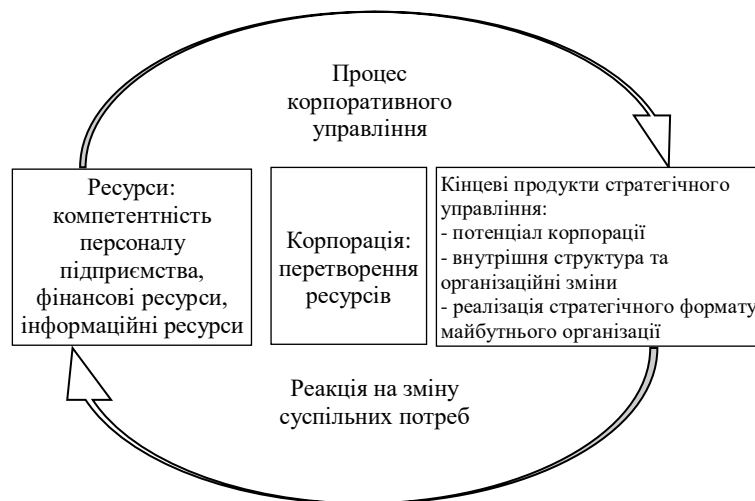 Процес
корпоративного
управління
Ресурси:
компетентність
персоналу
підприємства,
фінансові ресурси,
інформаційні ресурси
Корпорація:
перетворення
ресурсів
Кінцеві продукти стратегічного
управління:
- потенціал корпорації
- внутрішня структура та
організаційні зміни
- реалізація стратегічного формату
майбутнього організації
Реакція на зміну
суспільних потреб